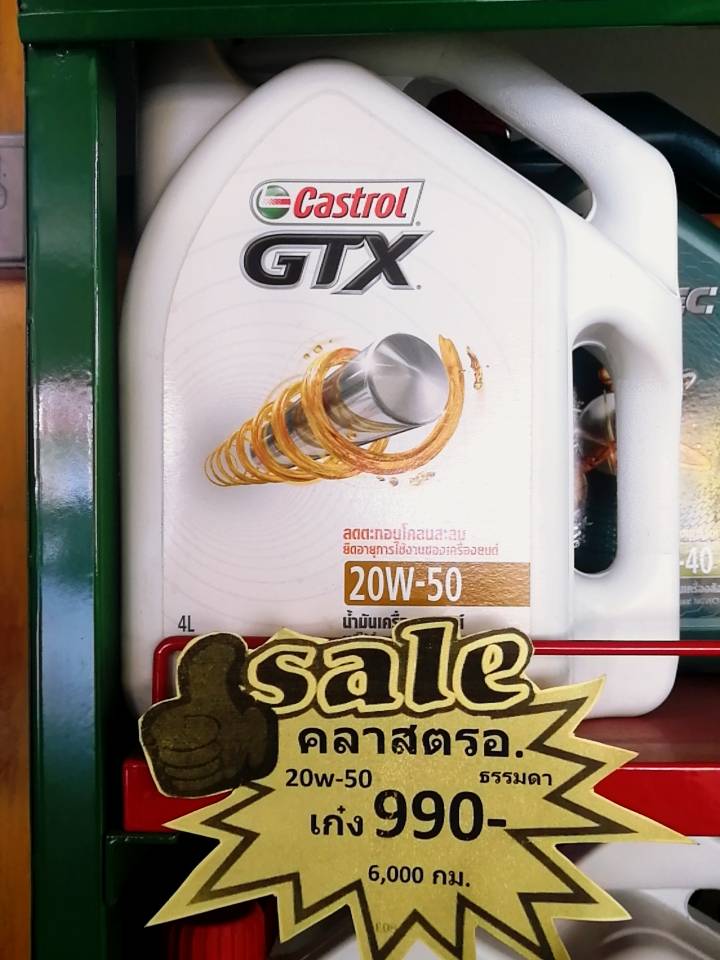 Castrol
GTX
ลดตะกอนโคลนสะสม
ยืดอายุการใช้งานของเครื่องยนต์
20W-50
4L
sale
คลาสตรอ.
20w-50 ธรรมดา
เก๋ง 990-
6,000 กม.
-40